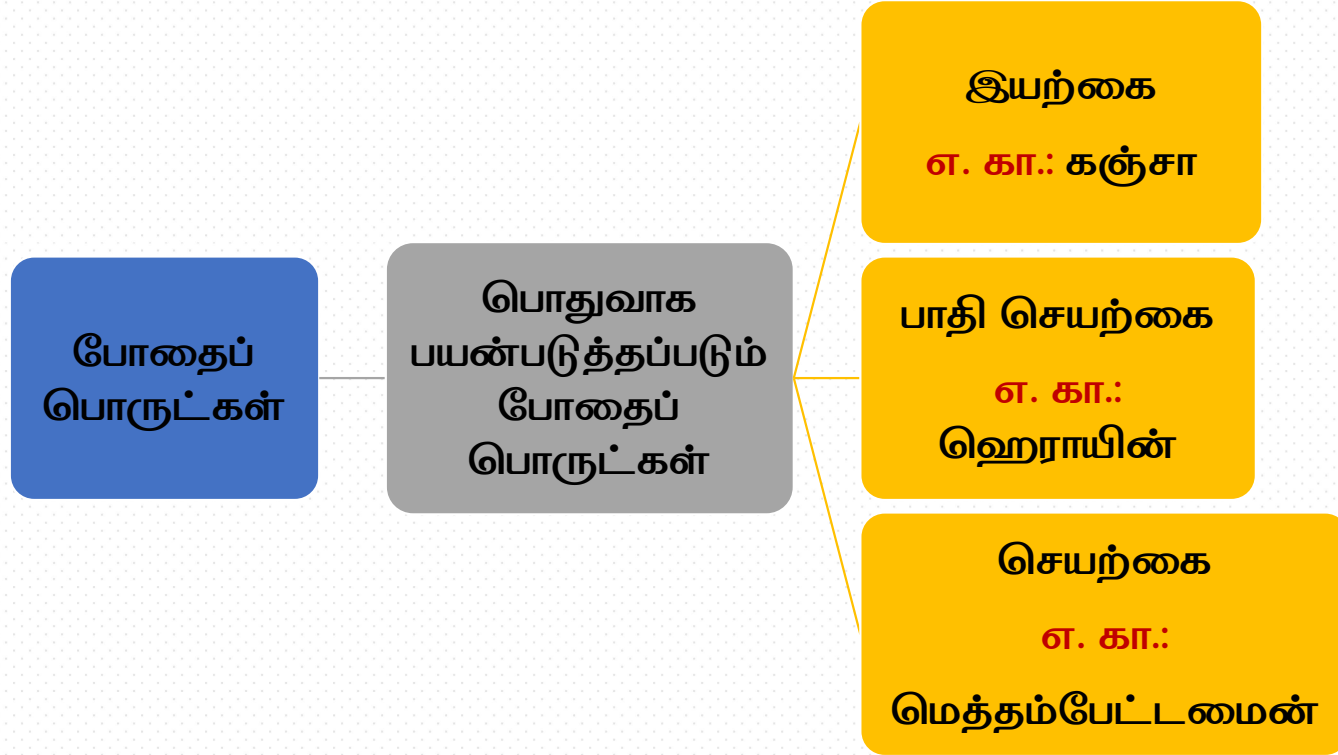 போதைப்
பொருட்கள்
பொதுவாக
பயன்படுத்தப்படும்
போதைப்
பொருட்கள்
இயற்கை
எ. கா.: கஞ்சா
பாதி செயற்கை
எ. கா.:
ஹெராயின்
செயற்கை
எ. கா.:
மெத்தம்பேட்டமைன்